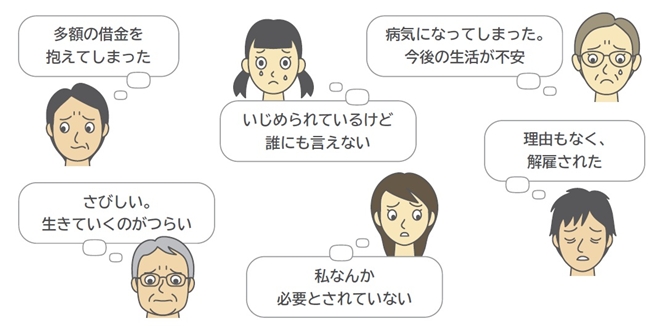 多額の借金を
抱えてしまった
いじめられているけど
誰にも言えない
病気になってしまった。
今後の生活が不安
理由もなく、
解雇された
さびしい。
生きていくのがつらい
私なんか
必要とされていない